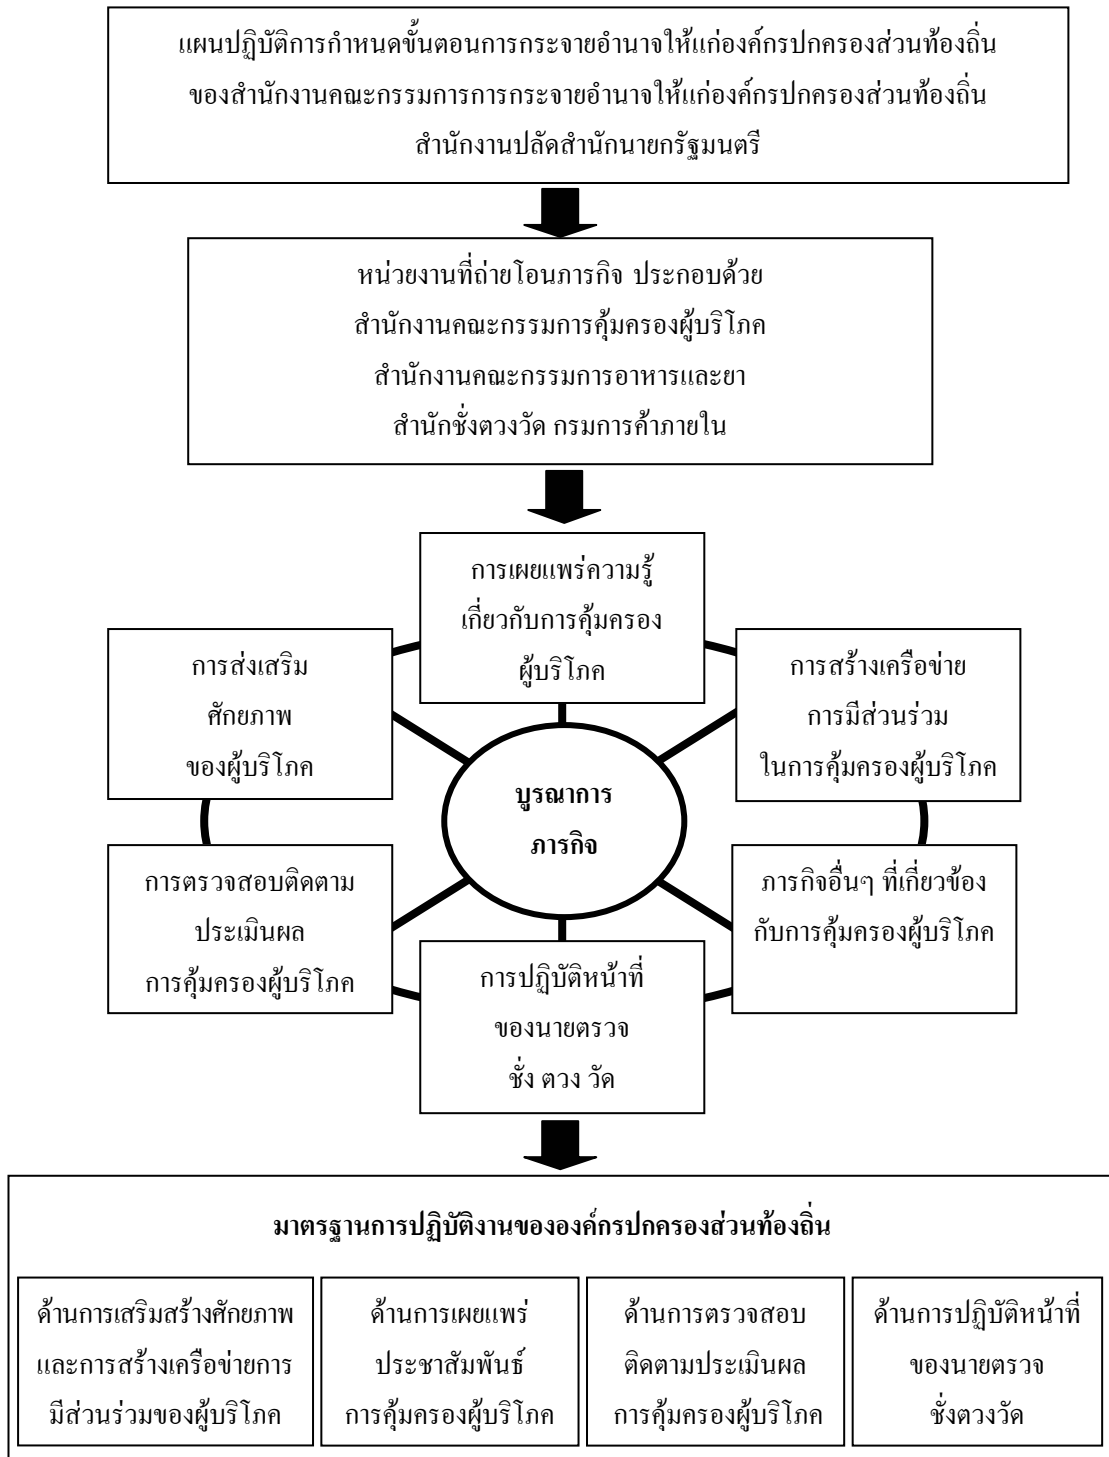 แผนปฏิบัติการกำหนดขั้นตอนการกระจายอำนาจให้แก่องค์กรปกครองส่วนท้องถิ่น
ของสำนักงานคณะกรรมการการกระจายอำนาจให้แก่องค์กรปกครองส่วนท้องถิ่น
สำนักงานปลัดสำนักนายกรัฐมนตรี
หน่วยงานที่ถ่ายโอนภารกิจ ประกอบด้วย
สำนักงานคณะกรรมการคุ้มครองผู้บริโภค
สำนักงานคณะกรรมการอาหารและยา
สำนักชั่งตวงวัด กรมการค้าภายใน
การเผยแพร่ความรู้
เกี่ยวกับการคุ้มครอง
ผู้บริโภค
การส่งเสริม
ศักยภาพ
ของผู้บริโภค
การสร้างเครือข่าย
การมีส่วนร่วม
ในการคุ้มครองผู้บริโภค
บูรณาการ
ภารกิจ
การตรวจสอบติดตาม
ประเมินผล
การคุ้มครองผู้บริโภค
ภารกิจอื่นๆ ที่เกี่ยวข้อง
กับการคุ้มครองผู้บริโภค
การปฏิบัติหน้าที่
ของนายตรวจ
ชั่ง ตวง วัด
มาตรฐานการปฏิบัติงานขององค์กรปกครองส่วนท้องถิ่น
ด้านการเสริมสร้างศักยภาพ
และการสร้างเครือข่ายการ
มีส่วนร่วมของผู้บริโภค
ด้านการเผยแพร่
ประชาสัมพันธ์
การคุ้มครองผู้บริโภค
ด้านการตรวจสอบ
ติดตามประเมินผล
การคุ้มครองผู้บริโภค
ด้านการปฏิบัติหน้าที่
ของนายตรวจ
ชั่งตวงวัด